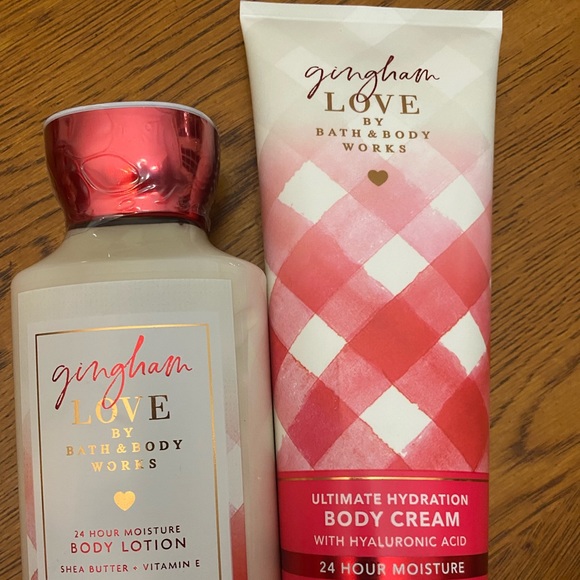 gingham
LOVE
BY
BATH & BODY
WORKS
24 HOUR MOISTURE
BODY LOTION
SHEA BUTTER + VITAMIN E
gingham
LOVE
BY
BATH & BODY
WORKS
ULTIMATE HYDRATION
BODY CREAM
WITH HYALURONIC ACID
24 HOUR MOISTURE